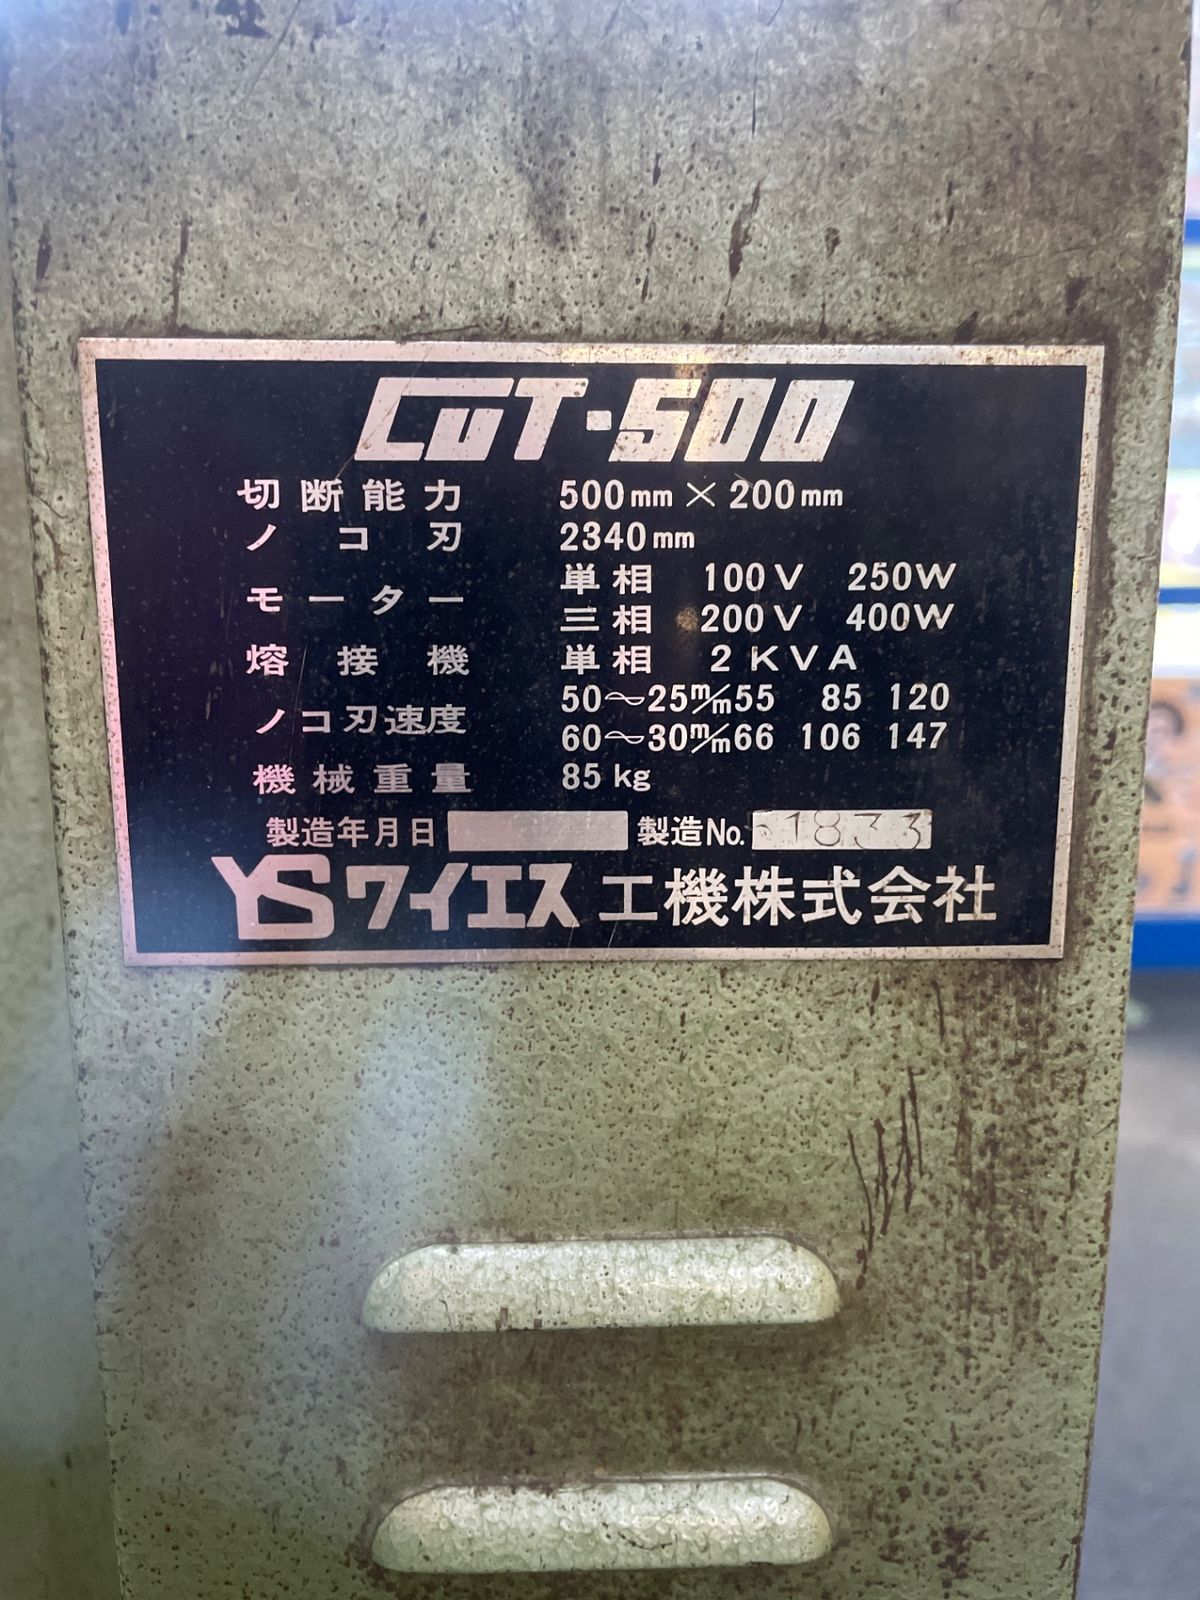 CUT·500
切断能力 500mm×200mm
ノコ刃 2340mm
モーター 単相 100V 250W
三相 200V 400W
熔接機 単相 2KVA
ノコ刃速度 50〜25m/m55 85 120
60〜30m/m66 106 147
機械重量 85kg
製造年月日 製造No. 1833
YSワイエス工機株式会社